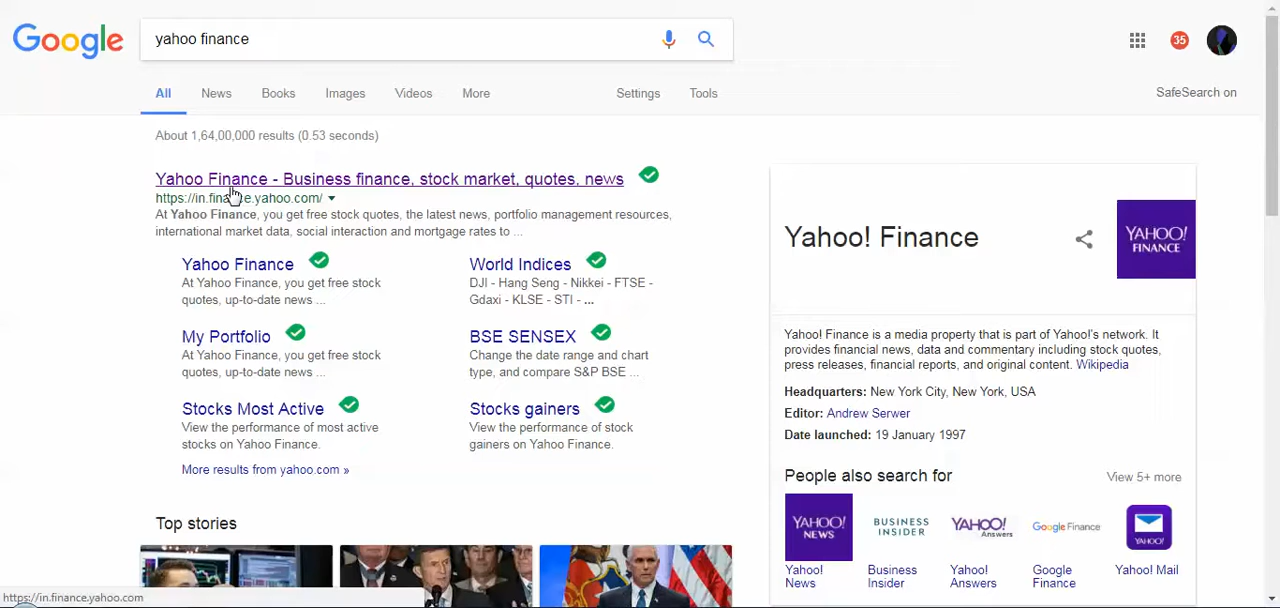 Google
yahoo finance
35
All News Books Images Videos More Settings Tools
SafeSearch on
About 1,64,00,000 results (0.53 seconds)
Yahoo Finance - Business finance, stock market, quotes, news
https://in.finance.yahoo.com/
At Yahoo Finance, you get free stock quotes, the latest news, portfolio management resources,
international market data, social interaction and mortgage rates to ...
Yahoo Finance
At Yahoo Finance, you get free stock
quotes, up-to-date news ...
World Indices
DJI - Hang Seng - Nikkei - FTSE -
Gdaxi - KLSE - STI - ...
My Portfolio
At Yahoo Finance, you get free stock
quotes, up-to-date news ...
BSE SENSEX
Change the date range and chart
type, and compare S&P BSE ...
Stocks Most Active
View the performance of most active
stocks on Yahoo Finance.
Stocks gainers
View the performance of stock
gainers on Yahoo Finance.
More results from yahoo.com »
Top stories
Yahoo! Finance
YAHOO!
FINANCE
Yahoo! Finance is a media property that is part of Yahoo!'s network. It
provides financial news, data and commentary including stock quotes,
press releases, financial reports, and original content. Wikipedia
Headquarters: New York City, New York, USA
Editor: Andrew Serwer
Date launched: 19 January 1997
People also search for
View 5+ more
YAHOO!
NEWS
BUSINESS
INSIDER
YAHOO!
Answers
Google Finance
YAHOO!
Yahoo!
News
Business
Insider
Yahoo!
Answers
Google
Finance
Yahoo! Mail
https://in.finance.yahoo.com